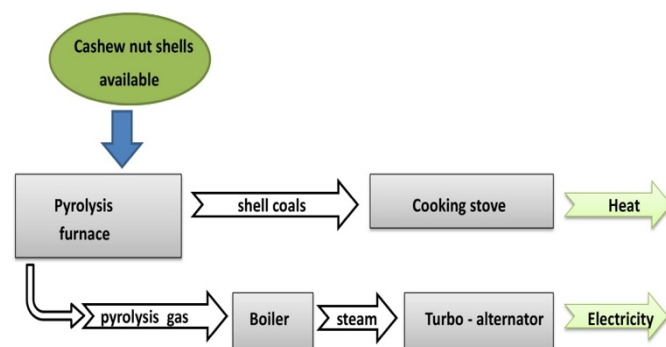 Cashew nut shells
available
Pyrolysis
furnace
shell coals
Cooking stove
Heat
pyrolysis gas
Boiler
steam
Turbo - alternator
Electricity